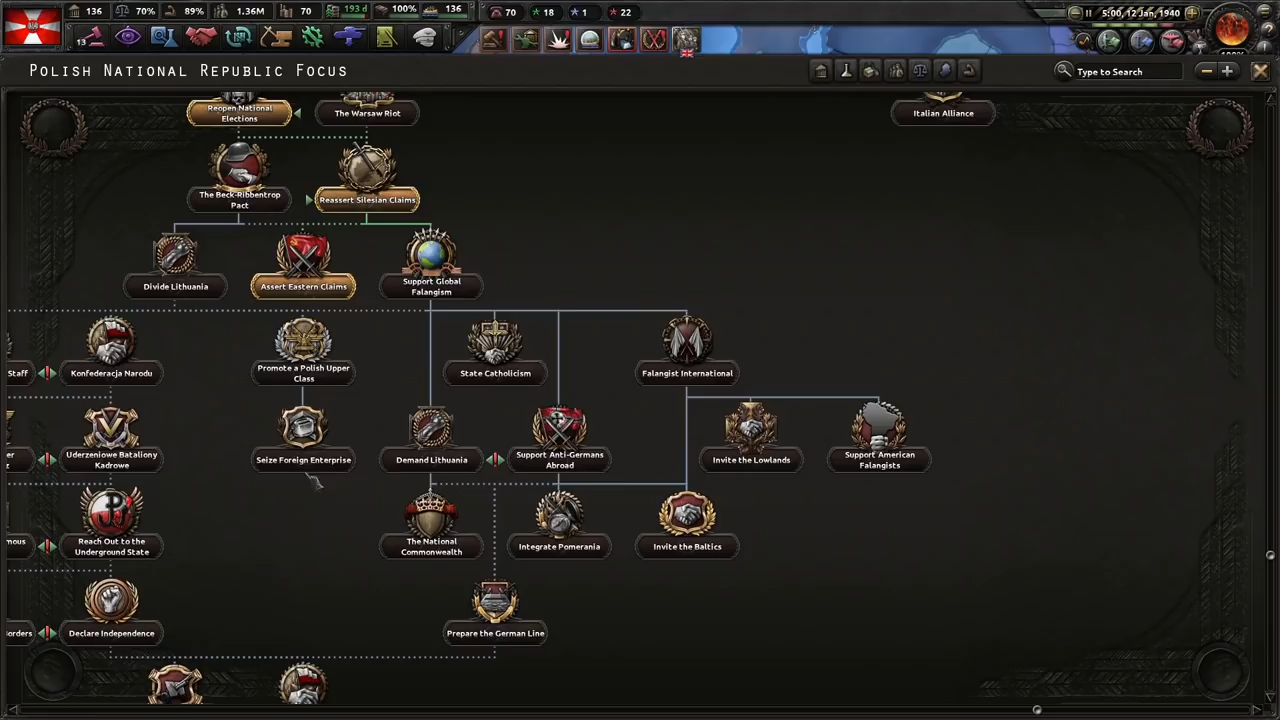 136 70% 89% 1.36M 70 193 d 100% 136 70 18 1 22 5:00, 12 Jan, 1940
13
100%
Polish National Republic Focus
Type to Search
Reopen National
Elections
The Warsaw Riot
Italian Alliance
The Beck-Ribbentrop
Pact
Reassert Silesian Claims
Divide Lithuania
Assert Eastern Claims
Support Global
Falangism
Staff
Konfederacja Narodu
Promote a Polish Upper
Class
State Catholicism
Falangist International
Uderzeniowe Bataliony
Kadrowe
Seize Foreign Enterprise
Demand Lithuania
Support Anti-Germans
Abroad
Invite the Lowlands
Support American
Falangists
mous
Reach Out to the
Underground State
The National
Commonwealth
Integrate Pomerania
Invite the Baltics
orders
Declare Independence
Prepare the German Line